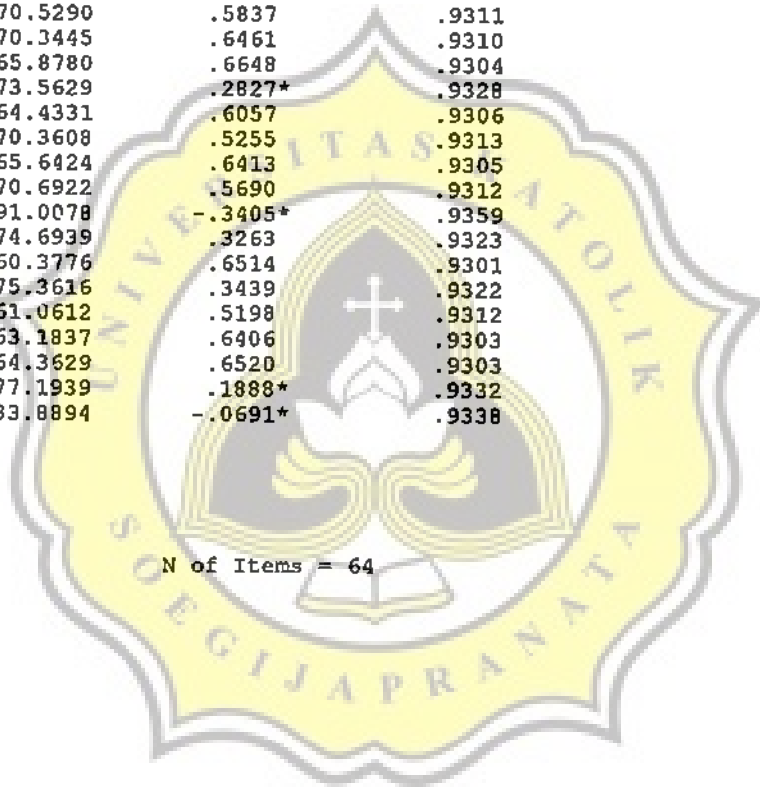 70.5290 .5837 .9311
70.3445 .6461 .9310
65.8780 .6648 .9304
73.5629 .2827* .9328
64.4331 .6057 .9306
70.3608 .5255 .9313
65.6424 .6413 .9305
70.6922 .5690 .9312
91.0078 -.3405* .9359
74.6939 .3263 .9323
60.3776 .6514 .9301
75.3616 .3439 .9322
61.0612 .5198 .9312
63.1837 .6406 .9303
64.3629 .6520 .9303
77.1939 .1888* .9332
83.8894 -.0691* .9338
N of Items = 64
UNIVERSITAS KATOLIK
SOEGIJAPRANATA